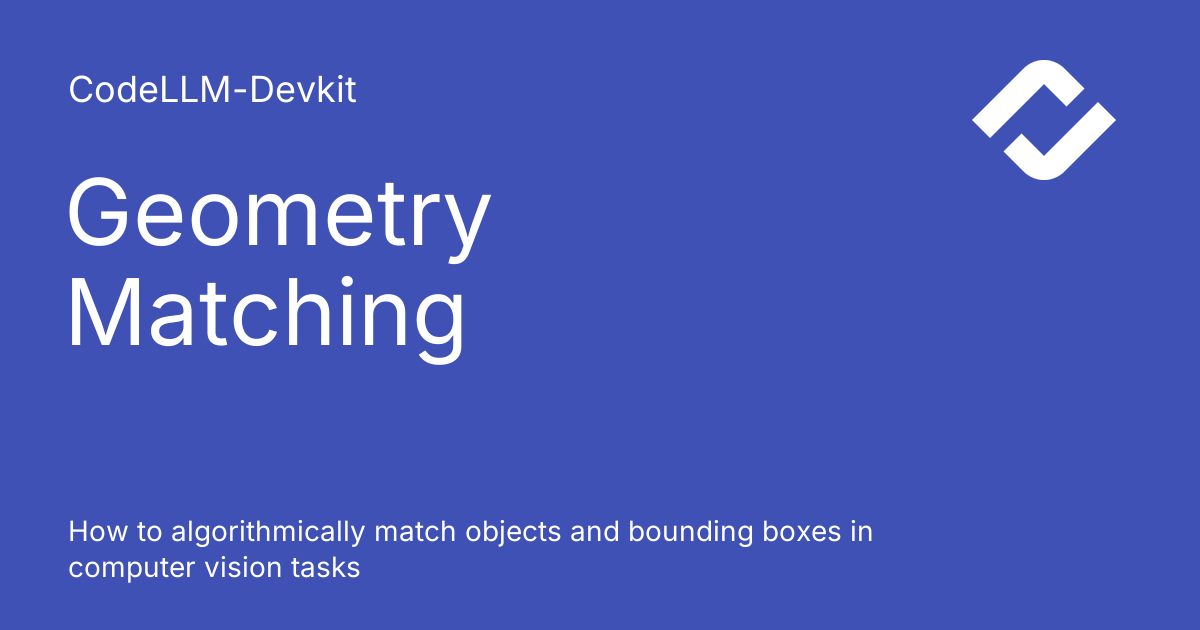 CodeLLM-Devkit
Geometry
Matching
How to algorithmically match objects and bounding boxes in
computer vision tasks